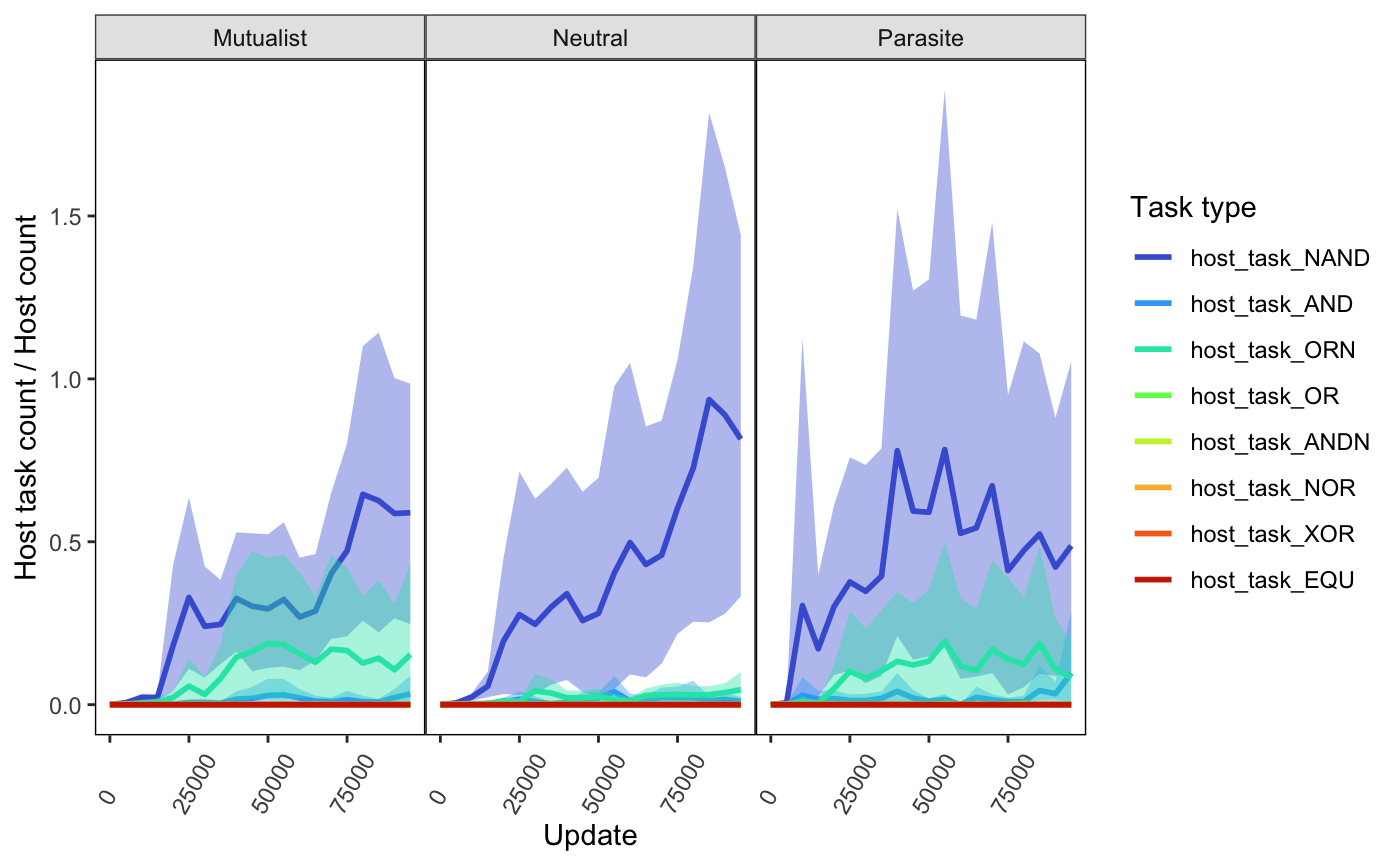 Mutualist Neutral Parasite
Host task count / Host count
1.5
1.0
0.5
0.0
0 25000 50000 75000 0 25000 50000 75000 0 25000 50000 75000
Update
Task type
host_task_NAND
host_task_AND
host_task_ORN
host_task_OR
host_task_ANDN
host_task_NOR
host_task_XOR
host_task_EQU